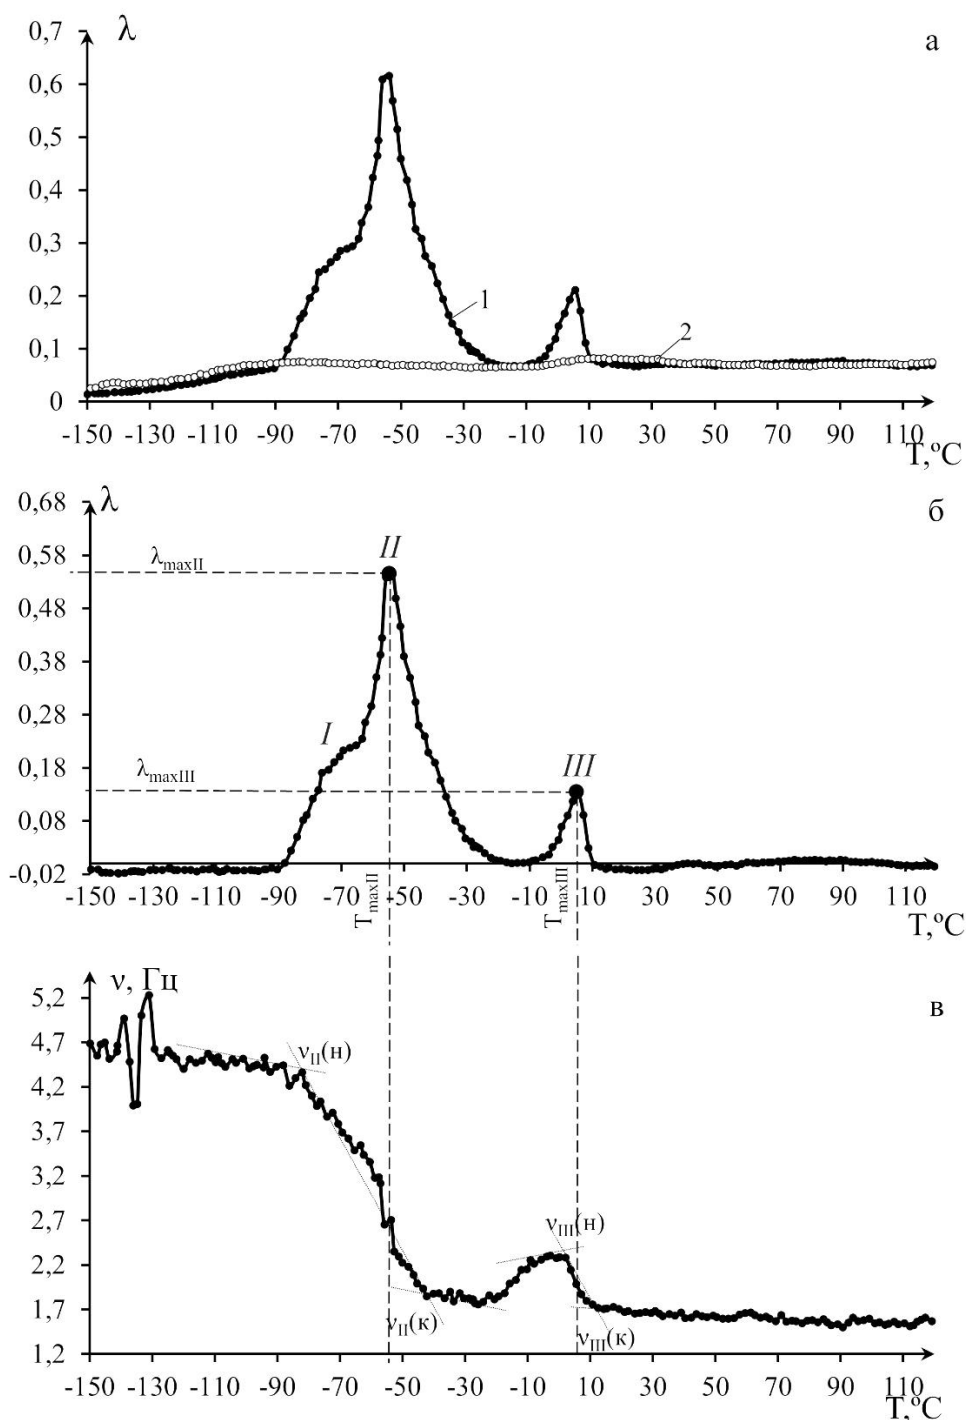 λ
а
0,7
0,6
0,5
0,4
0,3
0,2
0,1
0
1
2
-150 -130 -110 -90 -70 -50 -30 -10 10 30 50 70 90 110
T,ºC
λ
б
0,68
0,58
0,48
0,38
0,28
0,18
0,08
-0,02
λmaxII
λmaxIII
I
II
III
-150 -130 -110 -90 -70 -50 -30 -10 10 30 50 70 90 110
TmaxII
TmaxIII
T,ºC
ν, Гц
в
5,2
4,7
4,2
3,7
3,2
2,7
2,2
1,7
1,2
νII(н)
νIII(н)
νII(к)
νIII(к)
-150 -130 -110 -90 -70 -50 -30 -10 10 30 50 70 90 110
T,ºC